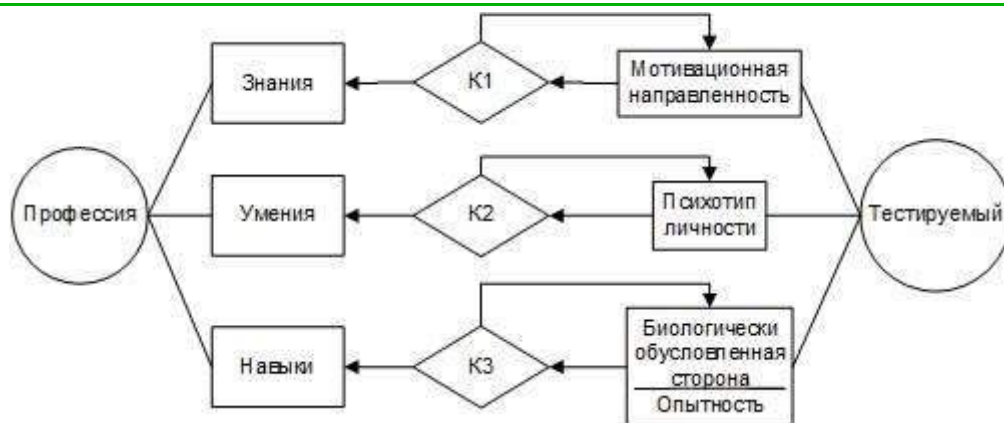 Знания
К1
Мотивационная
направленность
Профессия
Умения
К2
Психотип
личности
Тестируемый
Навыки
К3
Биологически
обусловленная
сторона
Опытность